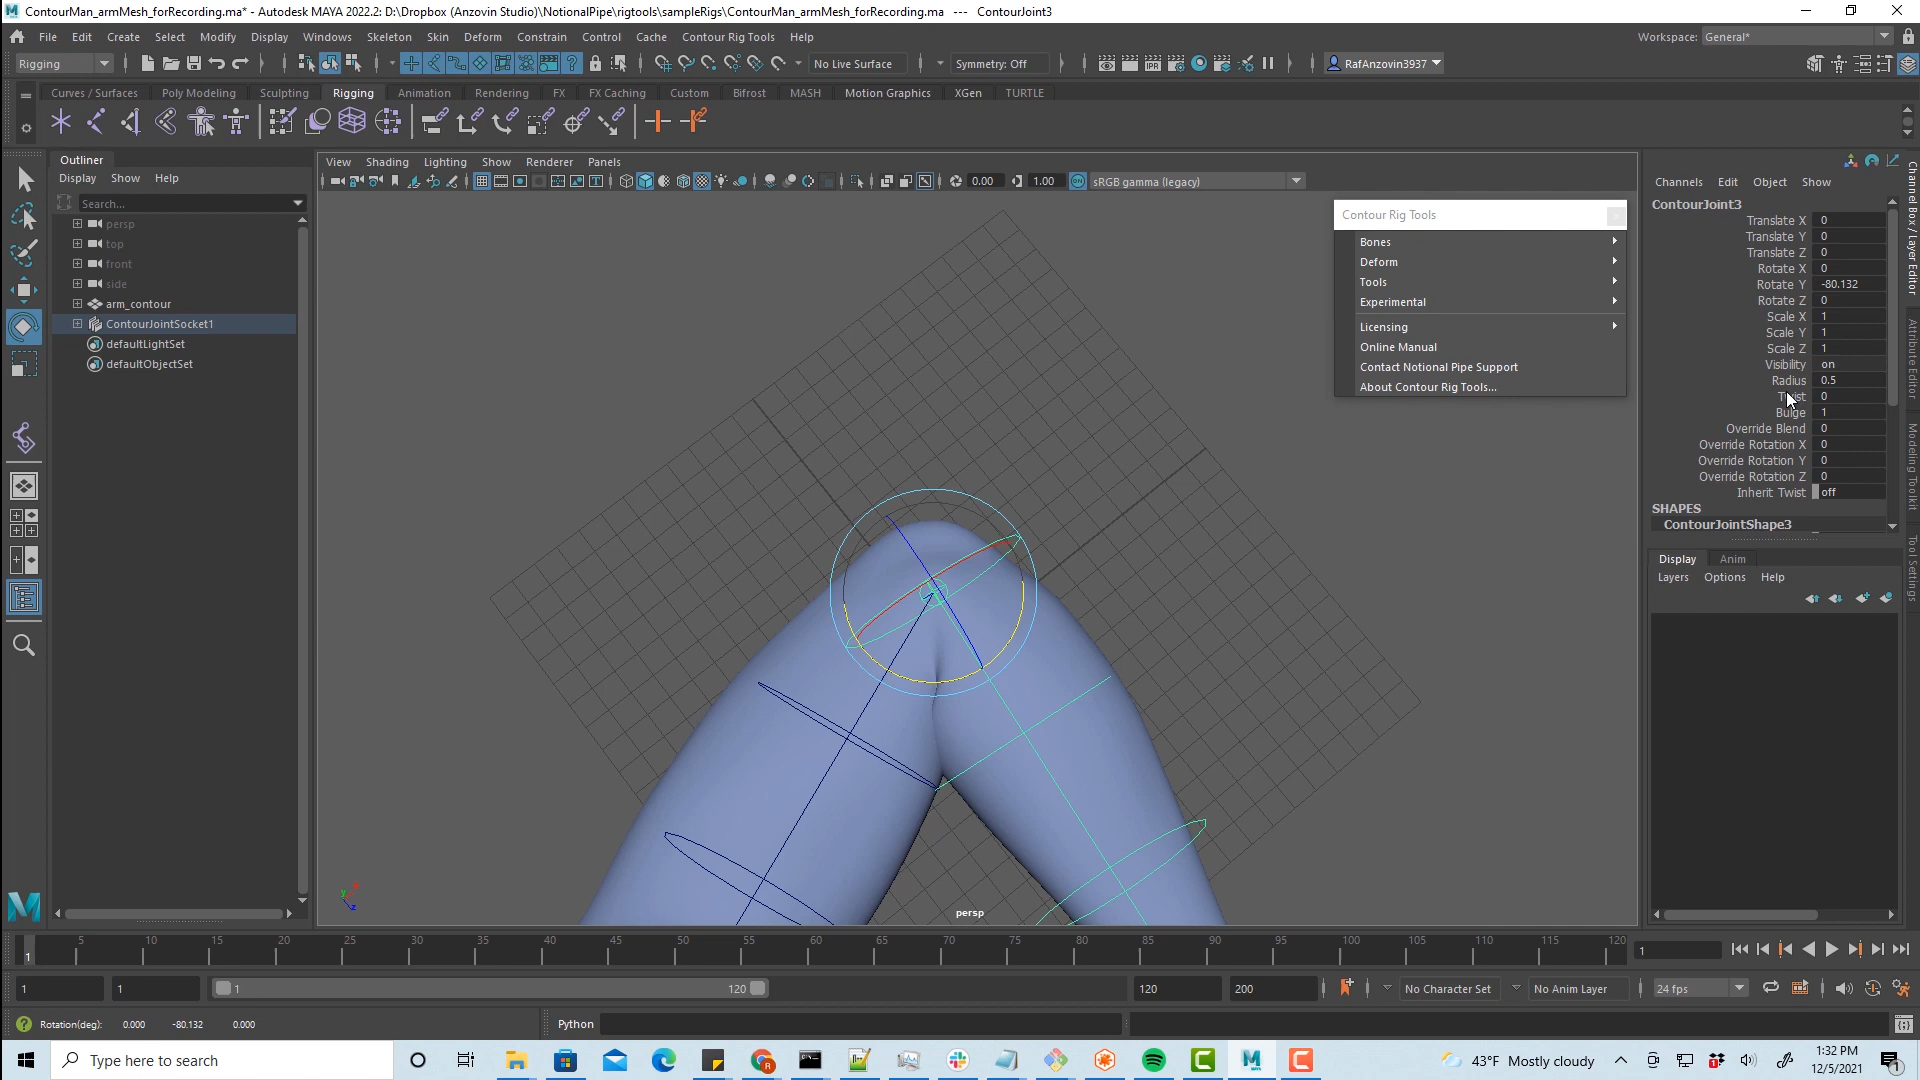 ContourMan_armMesh_forRecording.ma* - Autodesk MAYA 2022.2: D:\Dropbox (Anzovin Studio)\NotionalPipe\rigtools\sampleRigs\ContourMan_armMesh_forRecording.ma   ---   ContourJoint3
File Edit Create Select Modify Display Windows Skeleton Skin Deform Constrain Control Cache Contour Rig Tools Help
Workspace: General*
Rigging
No Live Surface
Symmetry: Off
RafAnzovin3937
Curves / Surfaces Poly Modeling Sculpting Rigging Animation Rendering FX FX Caching Custom Bifrost MASH Motion Graphics XGen TURTLE
Outliner
Display Show Help
Search...
persp
top
front
side
arm_contour
ContourJointSocket1
defaultLightSet
defaultObjectSet
View Shading Lighting Show Renderer Panels
0.00
1.00
sRGB gamma (legacy)
Contour Rig Tools
Bones
Deform
Tools
Experimental
Licensing
Online Manual
Contact Notional Pipe Support
About Contour Rig Tools...
persp
Channels Edit Object Show
ContourJoint3
Translate X 0
Translate Y 0
Translate Z 0
Rotate X 0
Rotate Y -80.132
Rotate Z 0
Scale X 1
Scale Y 1
Scale Z 1
Visibility on
Radius 0.5
Twist 0
Bulge 1
Override Blend 0
Override Rotation X 0
Override Rotation Y 0
Override Rotation Z 0
Inherit Twist off
SHAPES
ContourJointShape3
Display Anim
Layers Options Help
Channel Box / Layer Editor
Attribute Editor
Modeling Toolkit
Tool Settings
5 10 15 20 25 30 35 40 45 50 55 60 65 70 75 80 85 90 95 100 105 110 115 120
1
1
1
1
1
120
120
200
No Character Set
No Anim Layer
24 fps
Rotation(deg): 0.000 -80.132 0.000
Python
Type here to search
43°F Mostly cloudy
1:32 PM
12/5/2021